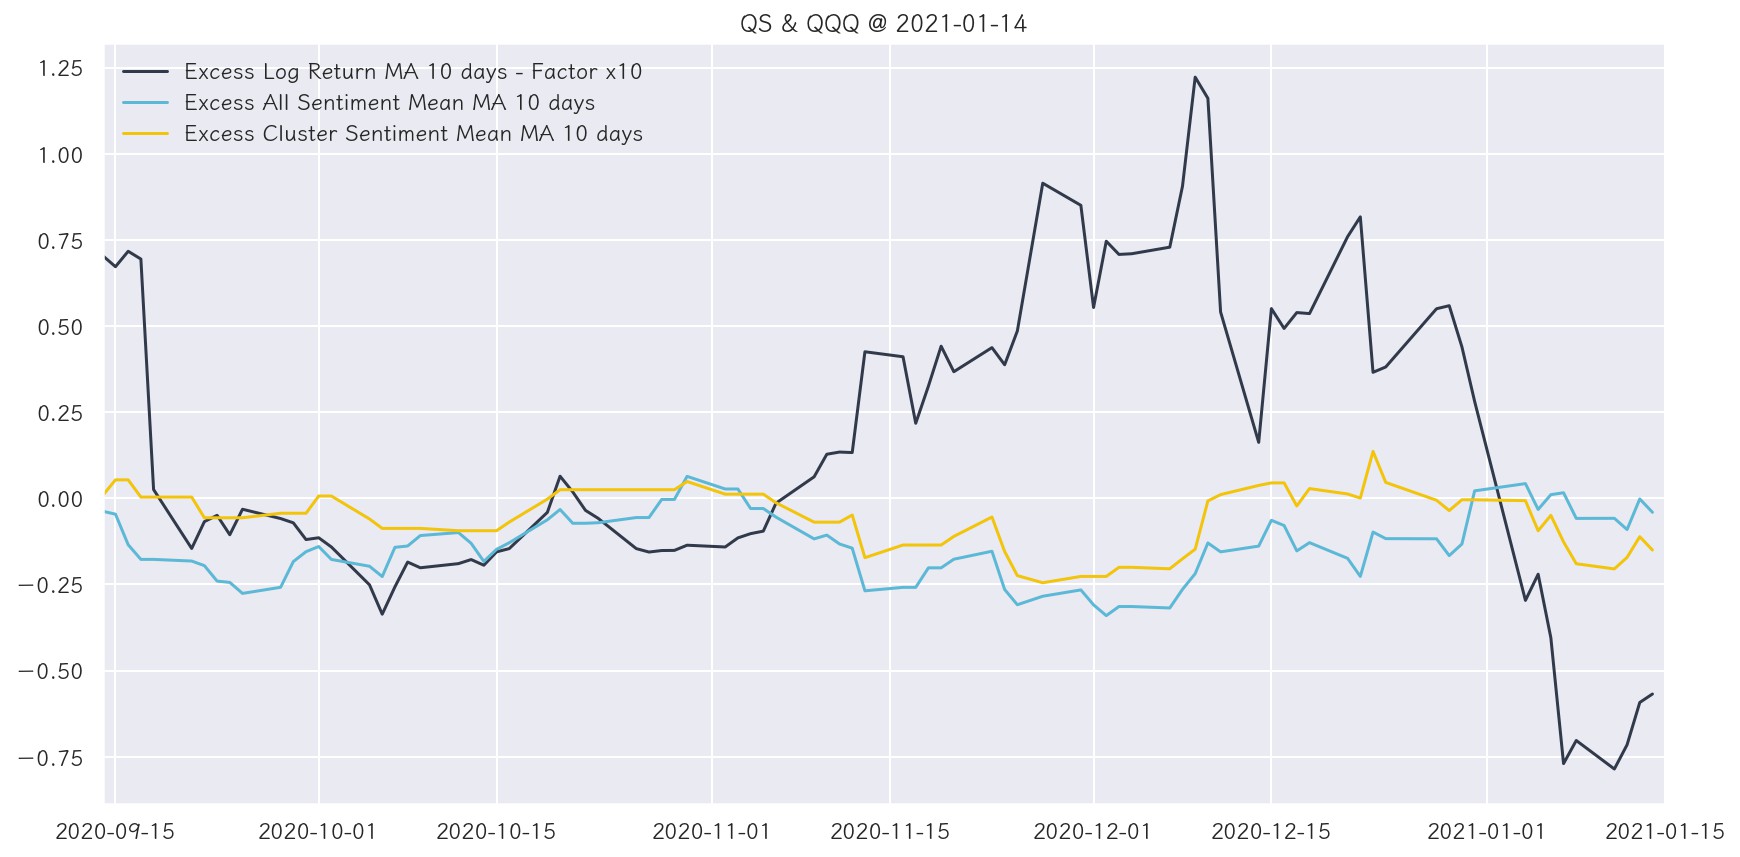 QS & QQQ @ 2021-01-14
Excess Log Return MA 10 days - Factor x10
Excess All Sentiment Mean MA 10 days
Excess Cluster Sentiment Mean MA 10 days
1.25
1.00
0.75
0.50
0.25
0.00
−0.25
−0.50
−0.75
2020-09-15 2020-10-01 2020-10-15 2020-11-01 2020-11-15 2020-12-01 2020-12-15 2021-01-01 2021-01-15